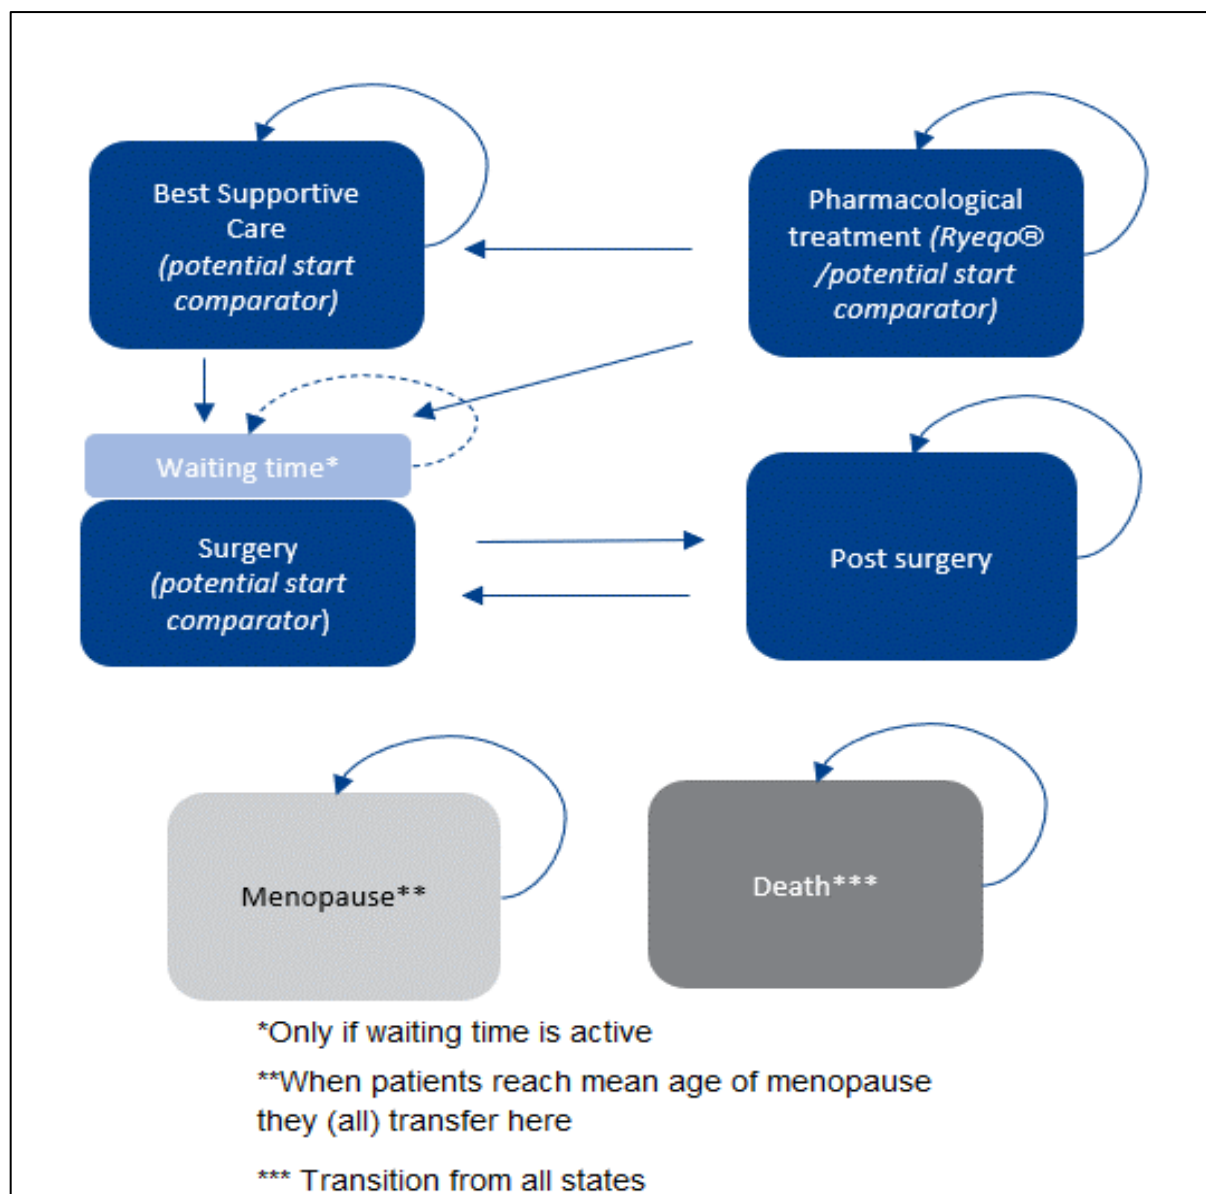 Best Supportive
Care
(potential start
comparator)
Pharmacological
treatment (Ryeqo®
/potential start
comparator)
Waiting time*
Surgery
(potential start
comparator)
Post surgery
Menopause**
Death***
*Only if waiting time is active
**When patients reach mean age of menopause
they (all) transfer here
*** Transition from all states